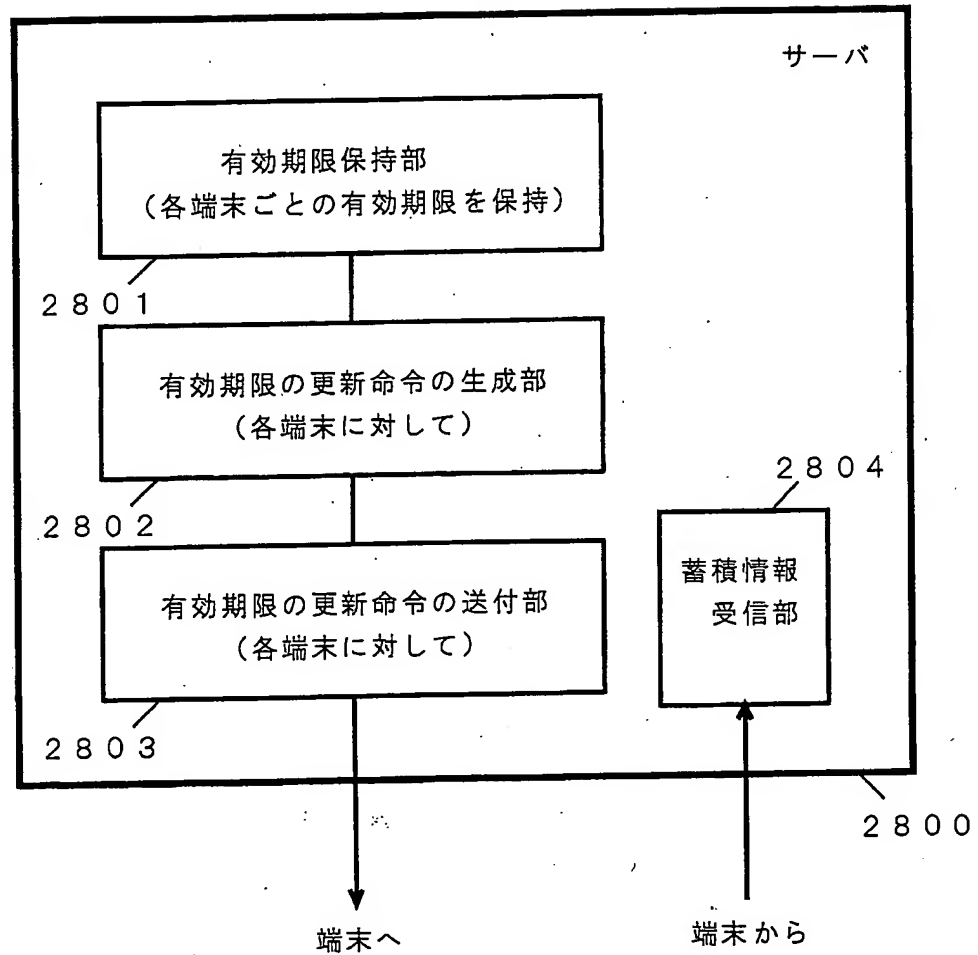 サーバ
有効期限保持部
(各端末ごとの有効期限を保持)
2801
有効期限の更新命令の生成部
(各端末に対して)
2802
有効期限の更新命令の送付部
(各端末に対して)
2803
2804
蓄積情報
受信部
2800
端末へ
端末から